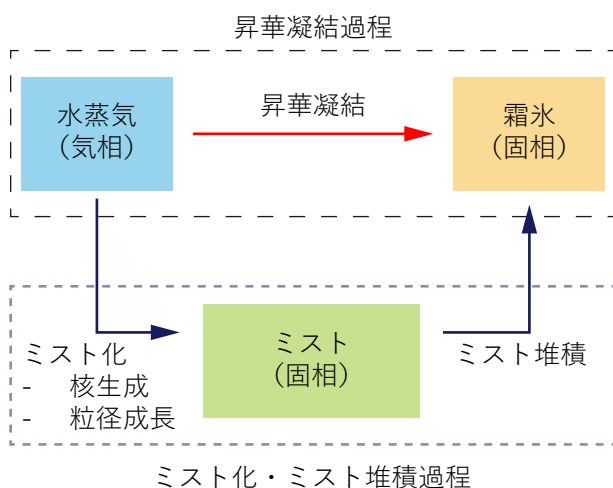 昇華凝結過程
水蒸気
(気相)
昇華凝結
霜氷
(固相)
ミスト化
- 核生成
- 粒径成長
ミスト
(固相)
ミスト堆積
ミスト化・ミスト堆積過程